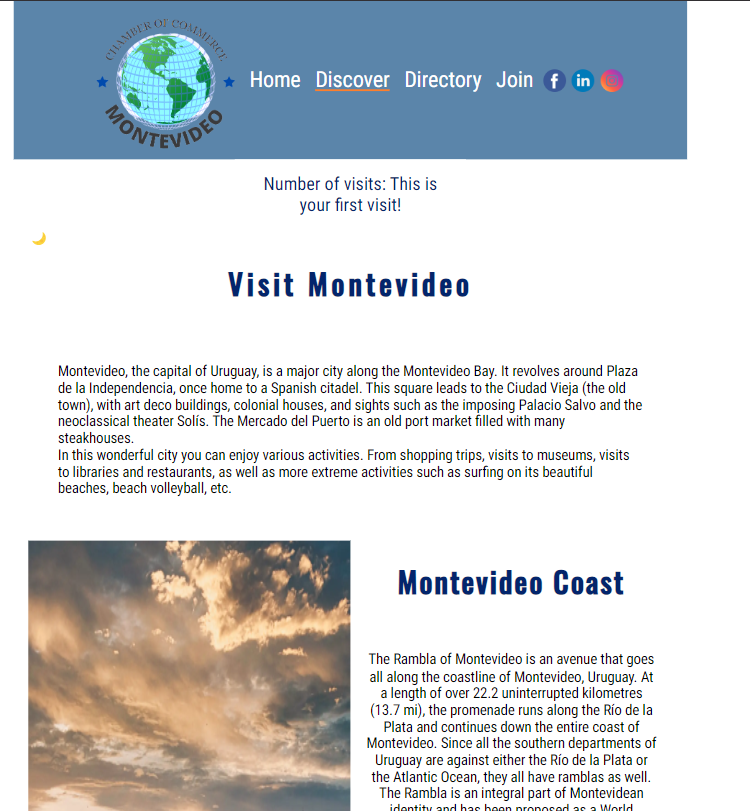 CHAMBER OF COMMERCE
MONTEVIDEO
Home Discover Directory Join
Number of visits: This is
your first visit!
Visit Montevideo
Montevideo, the capital of Uruguay, is a major city along the Montevideo Bay. It revolves around Plaza
de la Independencia, once home to a Spanish citadel. This square leads to the Ciudad Vieja (the old
town), with art deco buildings, colonial houses, and sights such as the imposing Palacio Salvo and the
neoclassical theater Solís. The Mercado del Puerto is an old port market filled with many
steakhouses.
In this wonderful city you can enjoy various activities. From shopping trips, visits to museums, visits
to libraries and restaurants, as well as more extreme activities such as surfing on its beautiful
beaches, beach volleyball, etc.
Montevideo Coast
The Rambla of Montevideo is an avenue that goes
all along the coastline of Montevideo, Uruguay. At
a length of over 22.2 uninterrupted kilometres
(13.7 mi), the promenade runs along the Río de la
Plata and continues down the entire coast of
Montevideo. Since all the southern departments of
Uruguay are against either the Río de la Plata or
the Atlantic Ocean, they all have ramblas as well.
The Rambla is an integral part of Montevidean
identity and has been proposed as a World